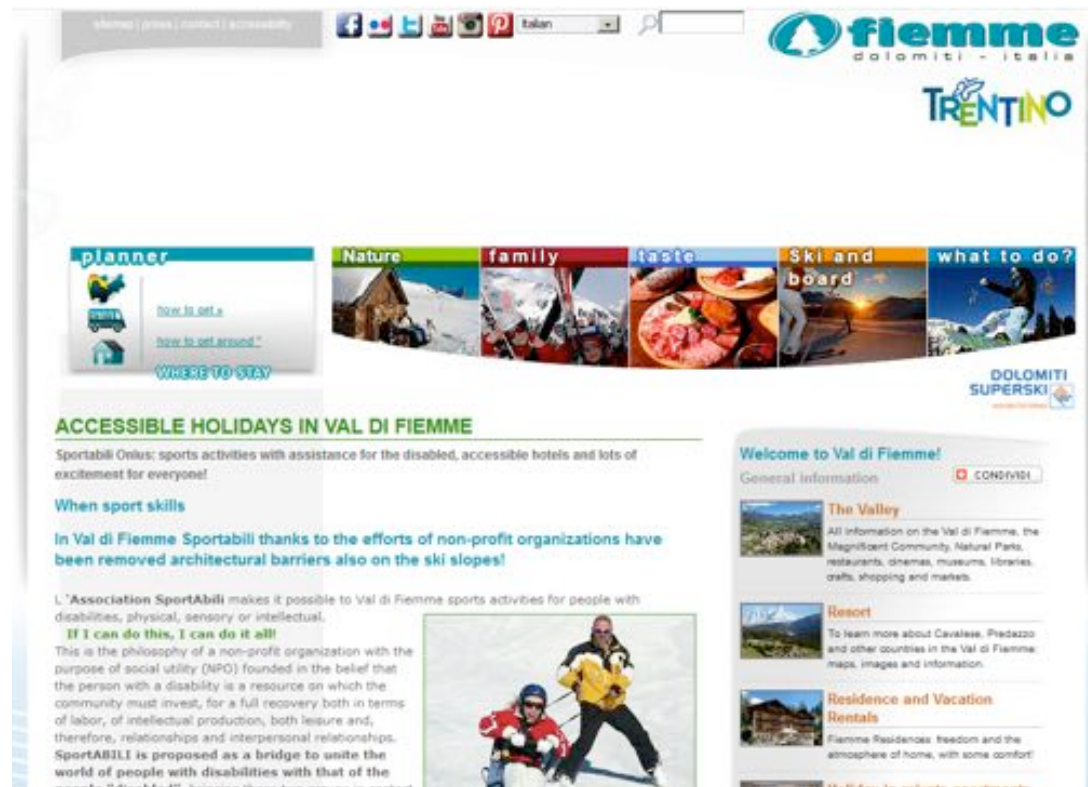 sitemap | press | contact | accessibility
Italian
fiemme
dolomiti - italia
TRENTINO
planner
how to get »
how to get around "
WHERE TO STAY
Nature
family
taste
Ski and board
what to do?
DOLOMITI
SUPERSKI
ACCESSIBLE HOLIDAYS IN VAL DI FIEMME
Sportabili Onlus: sports activities with assistance for the disabled, accessible hotels and lots of
excitement for everyone!
When sport skills
In Val di Fiemme Sportabili thanks to the efforts of non-profit organizations have
been removed architectural barriers also on the ski slopes!
L 'Association SportAbili makes it possible to Val di Fiemme sports activities for people with
disabilities, physical, sensory or intellectual.
If I can do this, I can do it all!
This is the philosophy of a non-profit organization with the
purpose of social utility (NPO) founded in the belief that
the person with a disability is a resource on which the
community must invest, for a full recovery both in terms
of labor, of intellectual production, both leisure and,
therefore, relationships and interpersonal relationships.
SportABILI is proposed as a bridge to unite the
world of people with disabilities with that of the
Welcome to Val di Fiemme!
General information
CONDIVIDI
The Valley
All information on the Val di Fiemme, the
Magnificent Community, Natural Parks,
restaurants, cinemas, museums, libraries,
crafts, shopping and markets.
Resort
To learn more about Cavalese, Predazzo
and other countries in the Val di Fiemme:
maps, images and information.
Residence and Vacation
Rentals
Fiemme Residences: freedom and the
atmosphere of home, with some comfort!